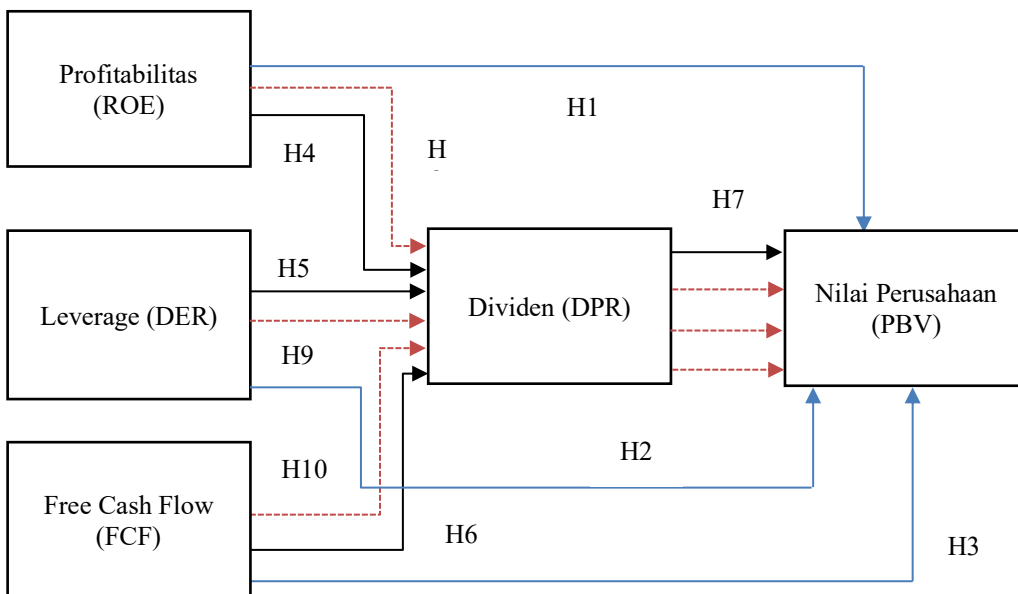 Profitabilitas
(ROE)
H1
H4
H
H7
Leverage (DER)
H5
H9
Dividen (DPR)
Nilai Perusahaan
(PBV)
Free Cash Flow
(FCF)
H10
H2
H6
H3